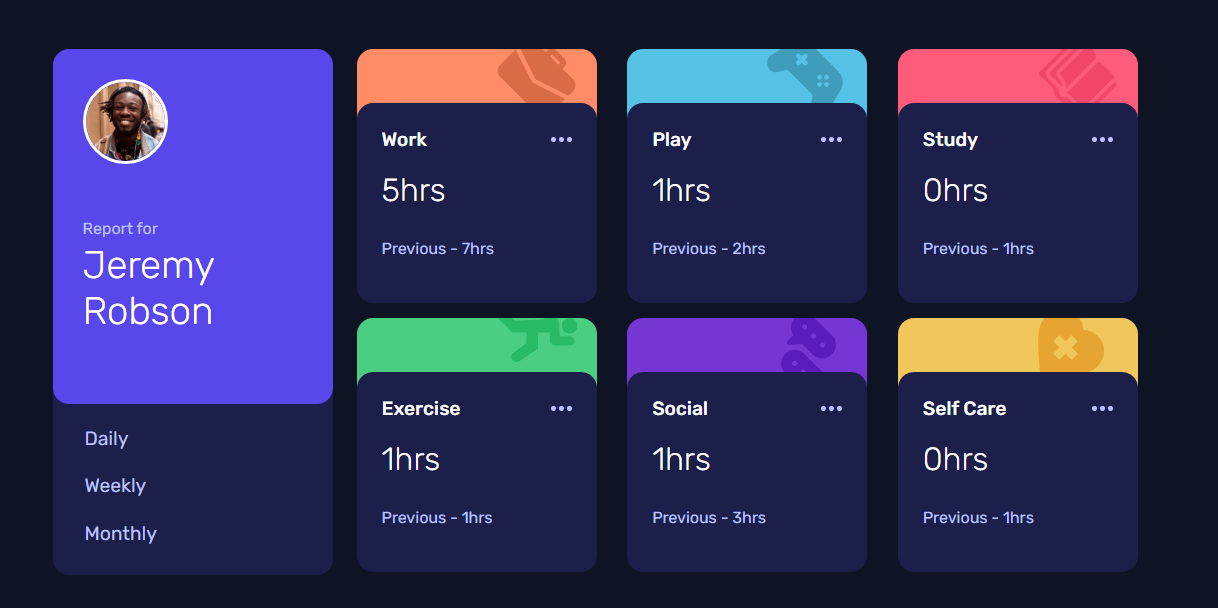 Report for
Jeremy
Robson
Daily
Weekly
Monthly
Work
5hrs
Previous - 7hrs
Play
1hrs
Previous - 2hrs
Study
0hrs
Previous - 1hrs
Exercise
1hrs
Previous - 1hrs
Social
1hrs
Previous - 3hrs
Self Care
0hrs
Previous - 1hrs